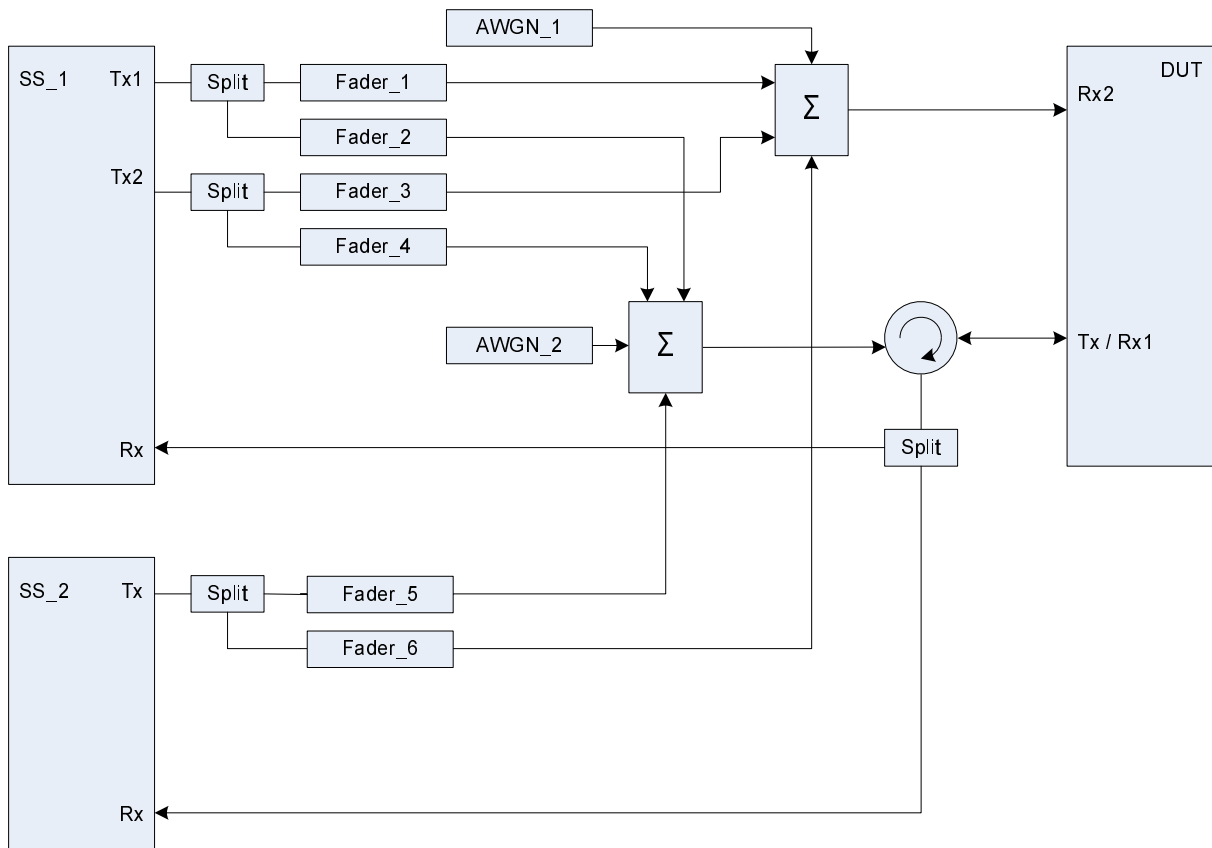 AWGN_1
SS_1
Tx1
Split
Fader_1
Σ
DUT
Rx2
Fader_2
Tx2
Split
Fader_3
Fader_4
AWGN_2
Σ
Tx / Rx1
Rx
Split
SS_2
Tx
Split
Fader_5
Fader_6
Rx